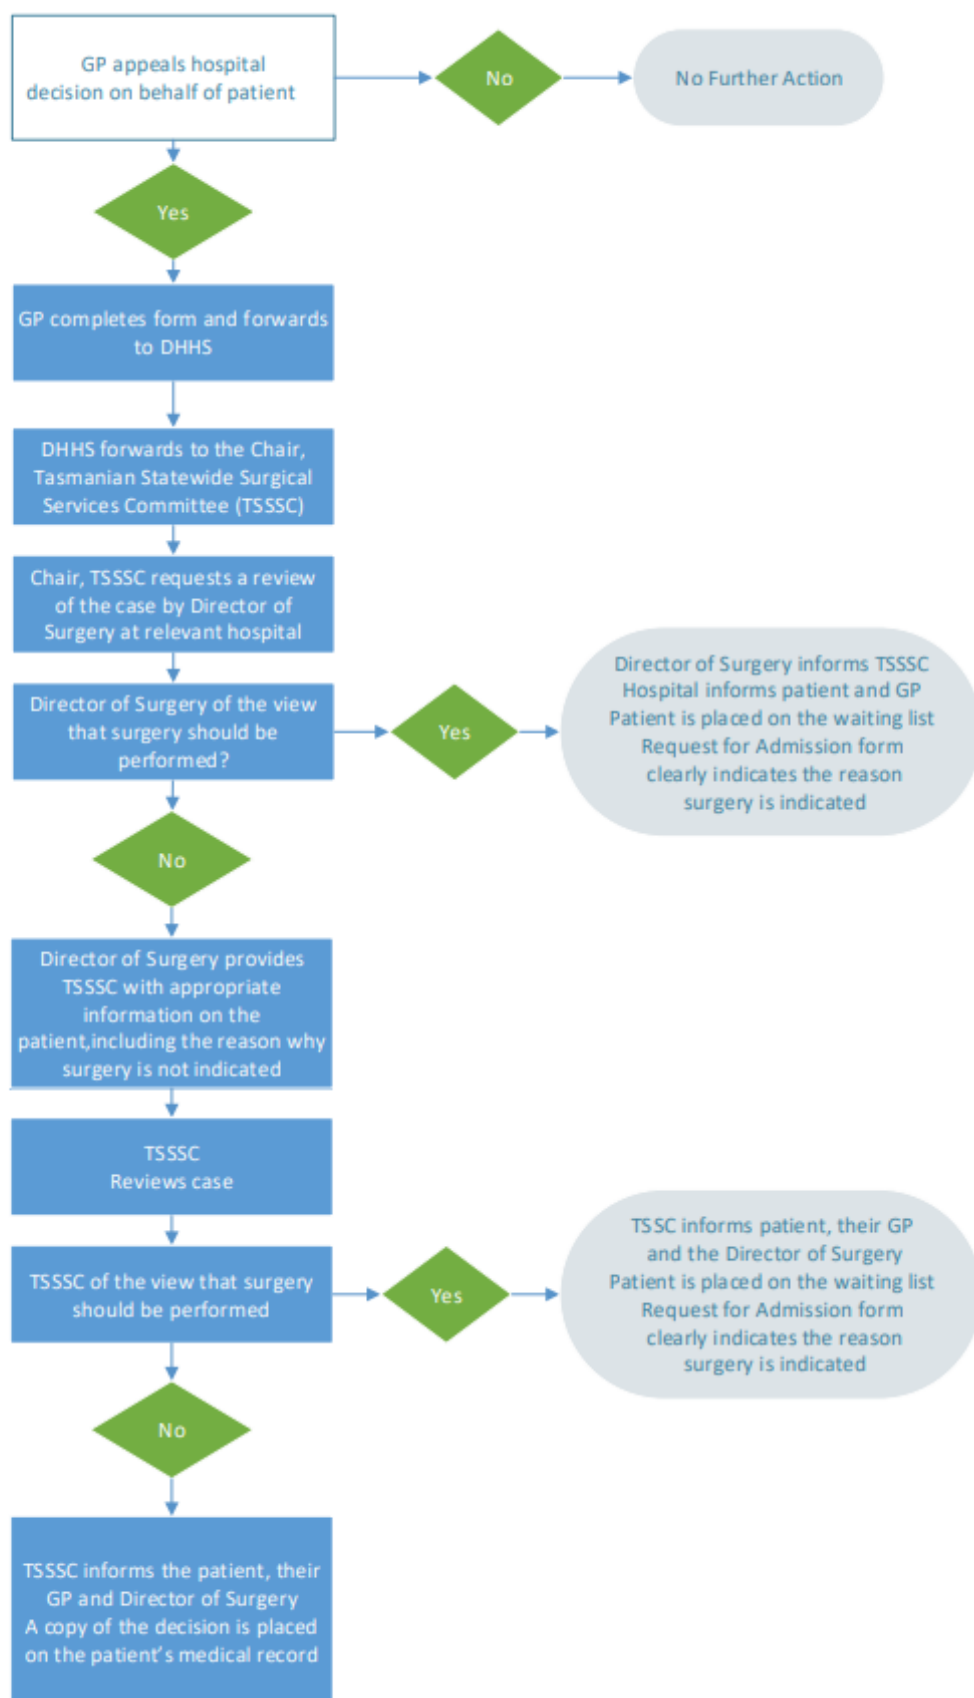 GP appeals hospital
decision on behalf of patient
No
No Further Action
Yes
GP completes form and forwards
to DHHS
DHHS forwards to the Chair,
Tasmanian Statewide Surgical
Services Committee (TSSSC)
Chair, TSSSC requests a review
of the case by Director of
Surgery at relevant hospital
Director of Surgery of the view
that surgery should be
performed?
Yes
Director of Surgery informs TSSSC
Hospital informs patient and GP
Patient is placed on the waiting list
Request for Admission form
clearly indicates the reason
surgery is indicated
No
Director of Surgery provides
TSSSC with appropriate
information on the
patient,including the reason why
surgery is not indicated
TSSSC
Reviews case
TSSSC of the view that surgery
should be performed
Yes
TSSC informs patient, their GP
and the Director of Surgery
Patient is placed on the waiting list
Request for Admission form
clearly indicates the reason
surgery is indicated
No
TSSSC informs the patient, their
GP and Director of Surgery
A copy of the decision is placed
on the patient's medical record